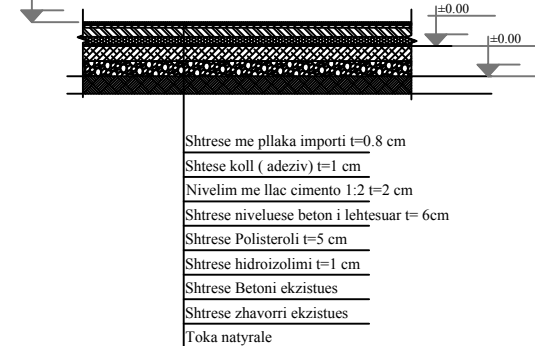 ±0.00
±0.00
Shtrese me pllaka importi t=0.8 cm
Shtese koll ( adeziv) t=1 cm
Nivelim me llac cimento 1:2 t=2 cm
Shtrese niveluese beton i lehtesuar t= 6cm
Shtrese Polisteroli t=5 cm
Shtrese hidroizolimi t=1 cm
Shtrese Betoni ekzistues
Shtrese zhavorri ekzistues
Toka natyrale